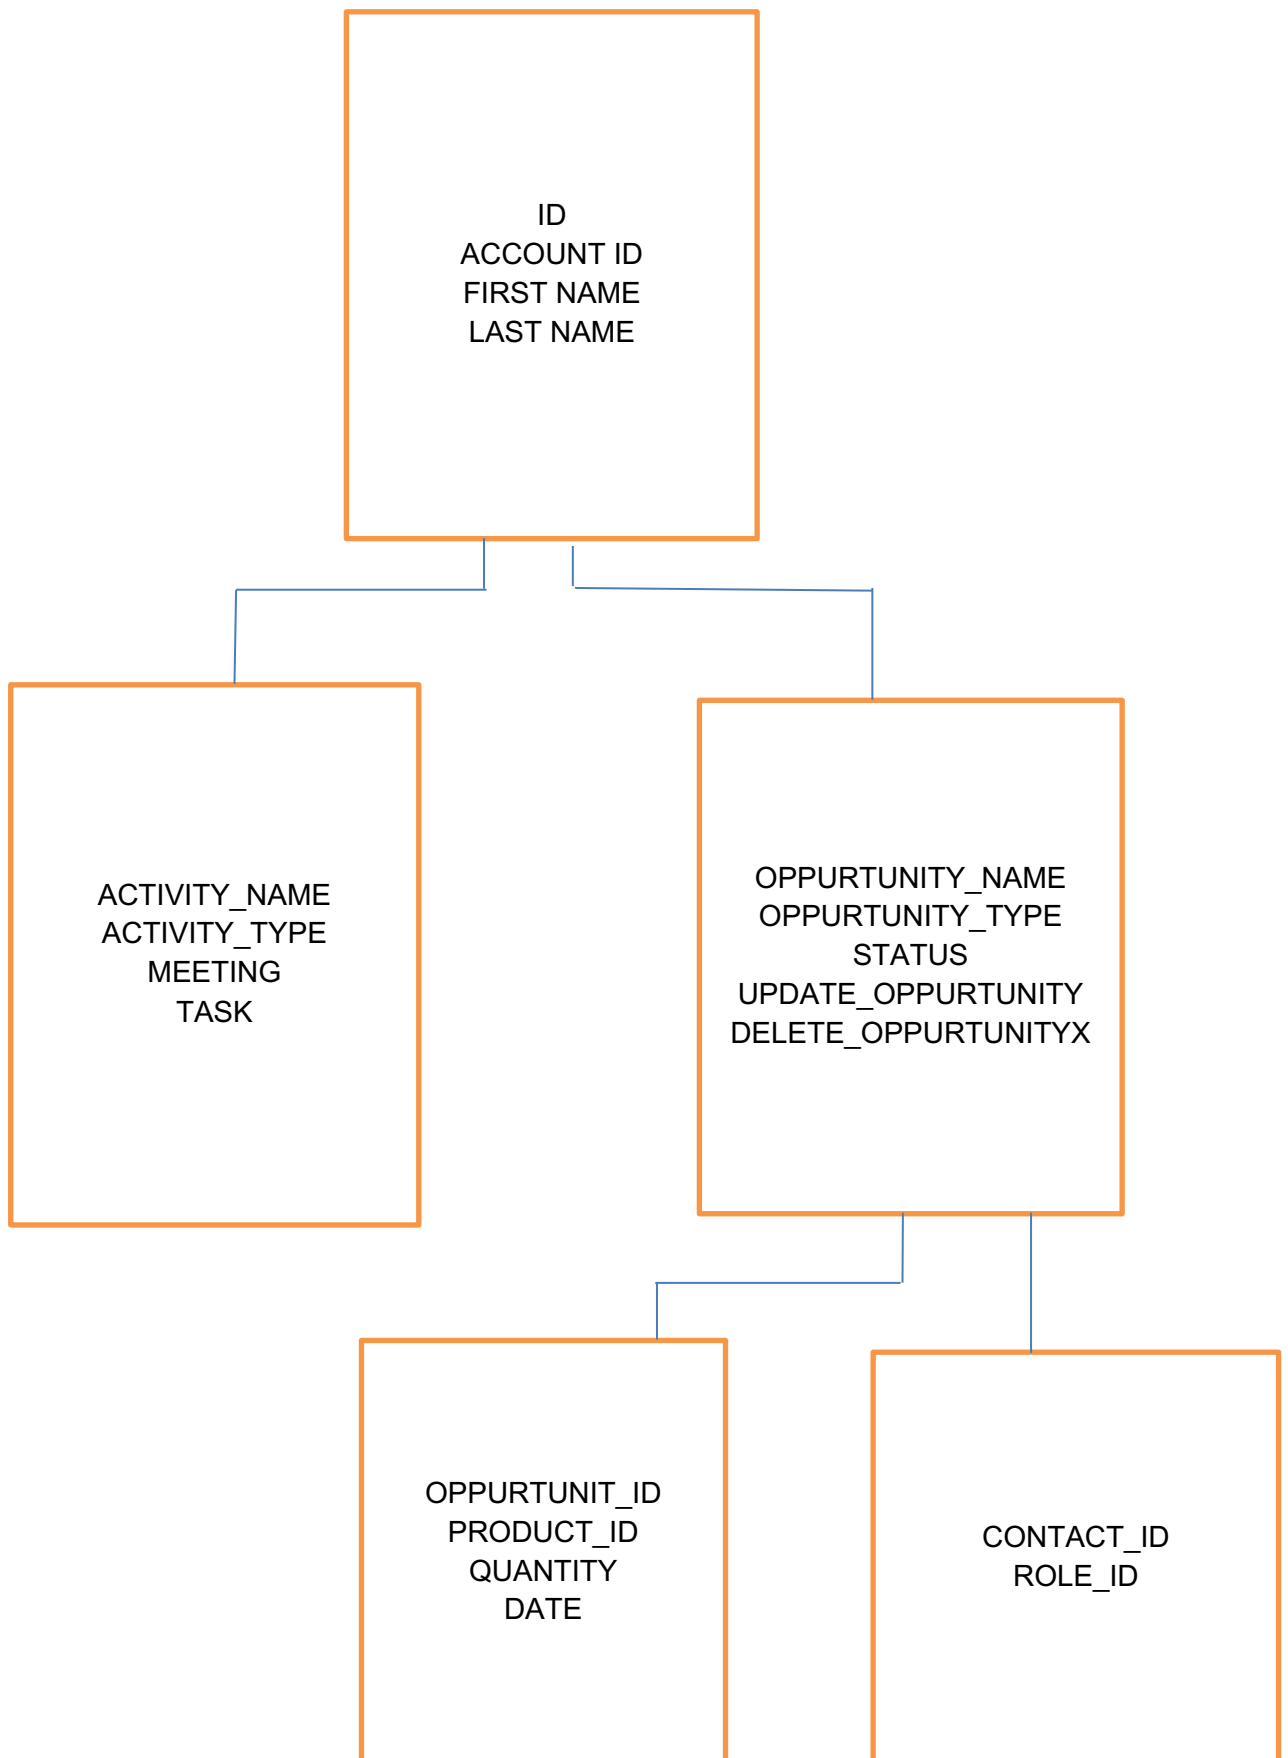 ID
ACCOUNT ID
FIRST NAME
LAST NAME
ACTIVITY_NAME
ACTIVITY_TYPE
MEETING
TASK
OPPURTUNITY_NAME
OPPURTUNITY_TYPE
STATUS
UPDATE_OPPURTUNITY
DELETE_OPPURTUNITYX
OPPURTUNIT_ID
PRODUCT_ID
QUANTITY
DATE
CONTACT_ID
ROLE_ID